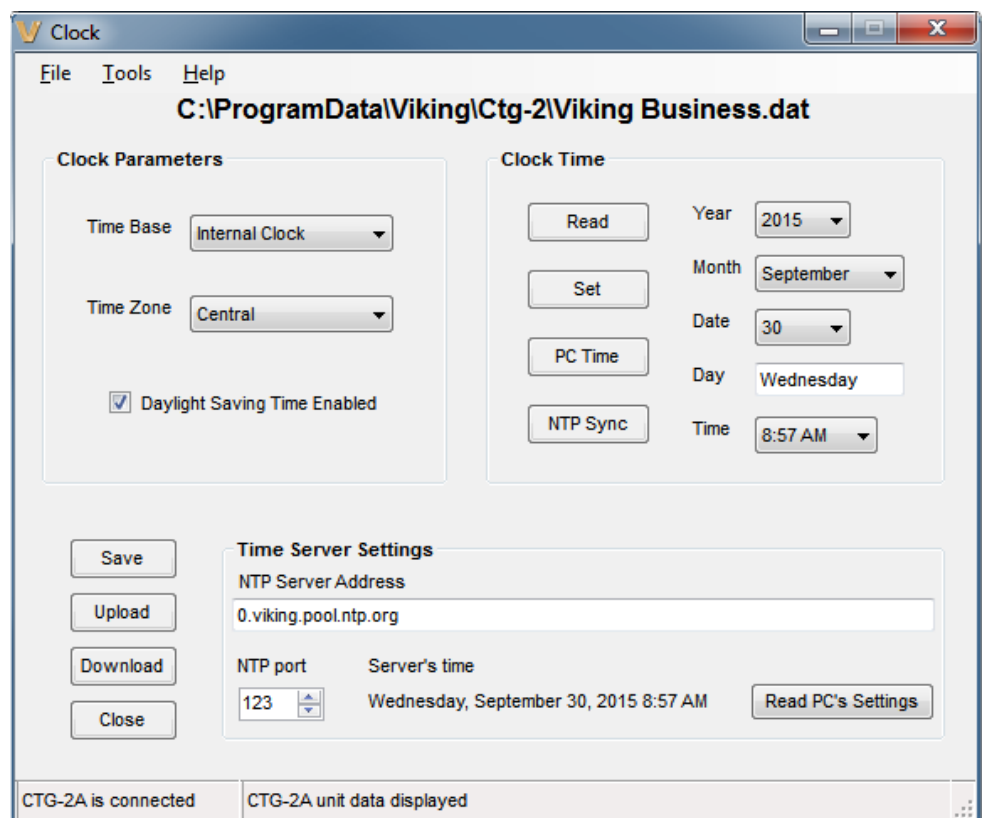 Clock
File Tools Help
C:\ProgramData\Viking\Ctg-2\Viking Business.dat
Clock Parameters
Time Base Internal Clock
Time Zone Central
Daylight Saving Time Enabled
Clock Time
Read
Set
PC Time
NTP Sync
Year 2015
Month September
Date 30
Day Wednesday
Time 8:57 AM
Save
Upload
Download
Close
Time Server Settings
NTP Server Address
0.viking.pool.ntp.org
NTP port Server's time
123 Wednesday, September 30, 2015 8:57 AM Read PC's Settings
CTG-2A is connected CTG-2A unit data displayed